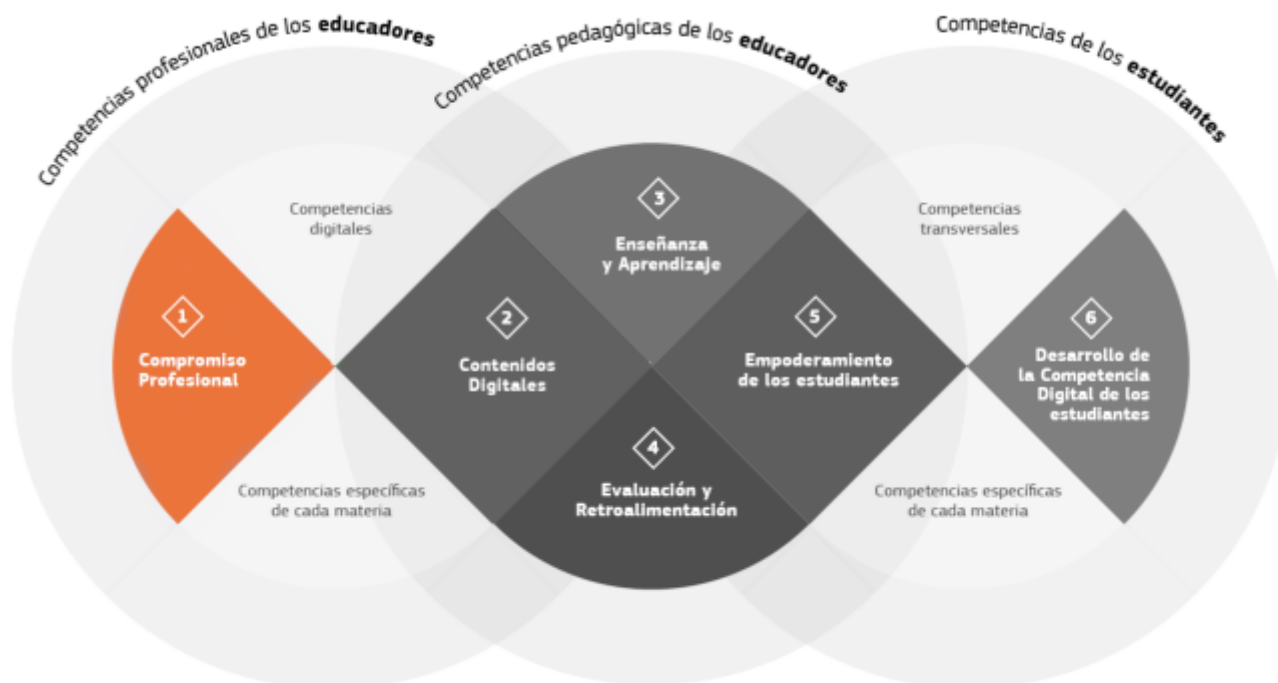 Competencias profesionales de los educadores
Competencias pedagógicas de los educadores
Competencias de los estudiantes
Competencias
digitales
3
Enseñanza
y Aprendizaje
Competencias
transversales
1
Compromiso
Profesional
2
Contenidos
Digitales
5
Empoderamiento
de los estudiantes
6
Desarrollo de
la Competencia
Digital de los
estudiantes
Competencias específicas
de cada materia
4
Evaluación y
Retroalimentación
Competencias específicas
de cada materia